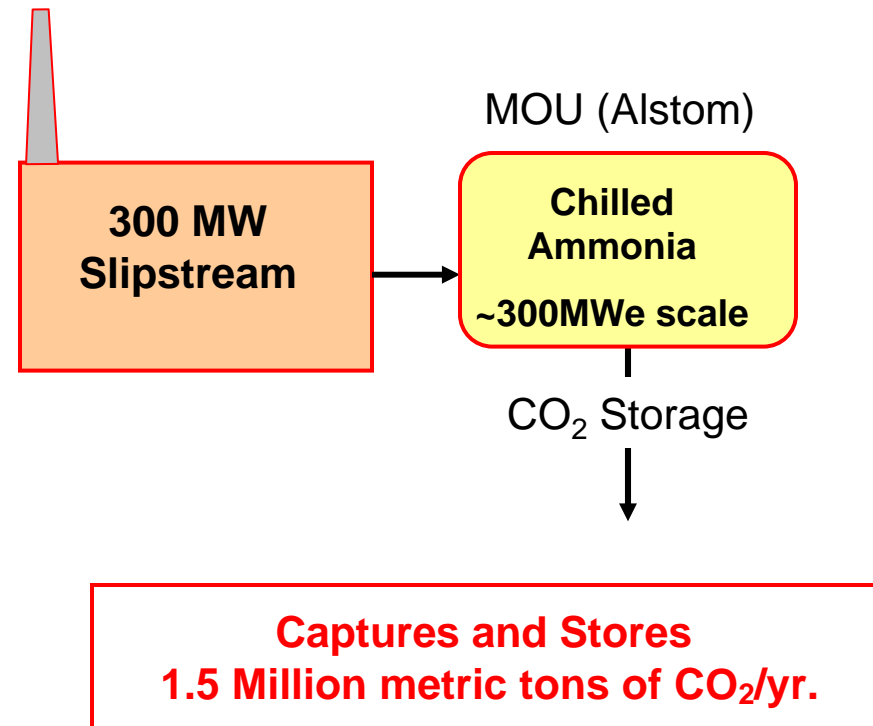 MOU (Alstom)
300 MW
Slipstream
Chilled
Ammonia
~300MWe scale
CO₂ Storage
Captures and Stores
1.5 Million metric tons of CO₂/yr.